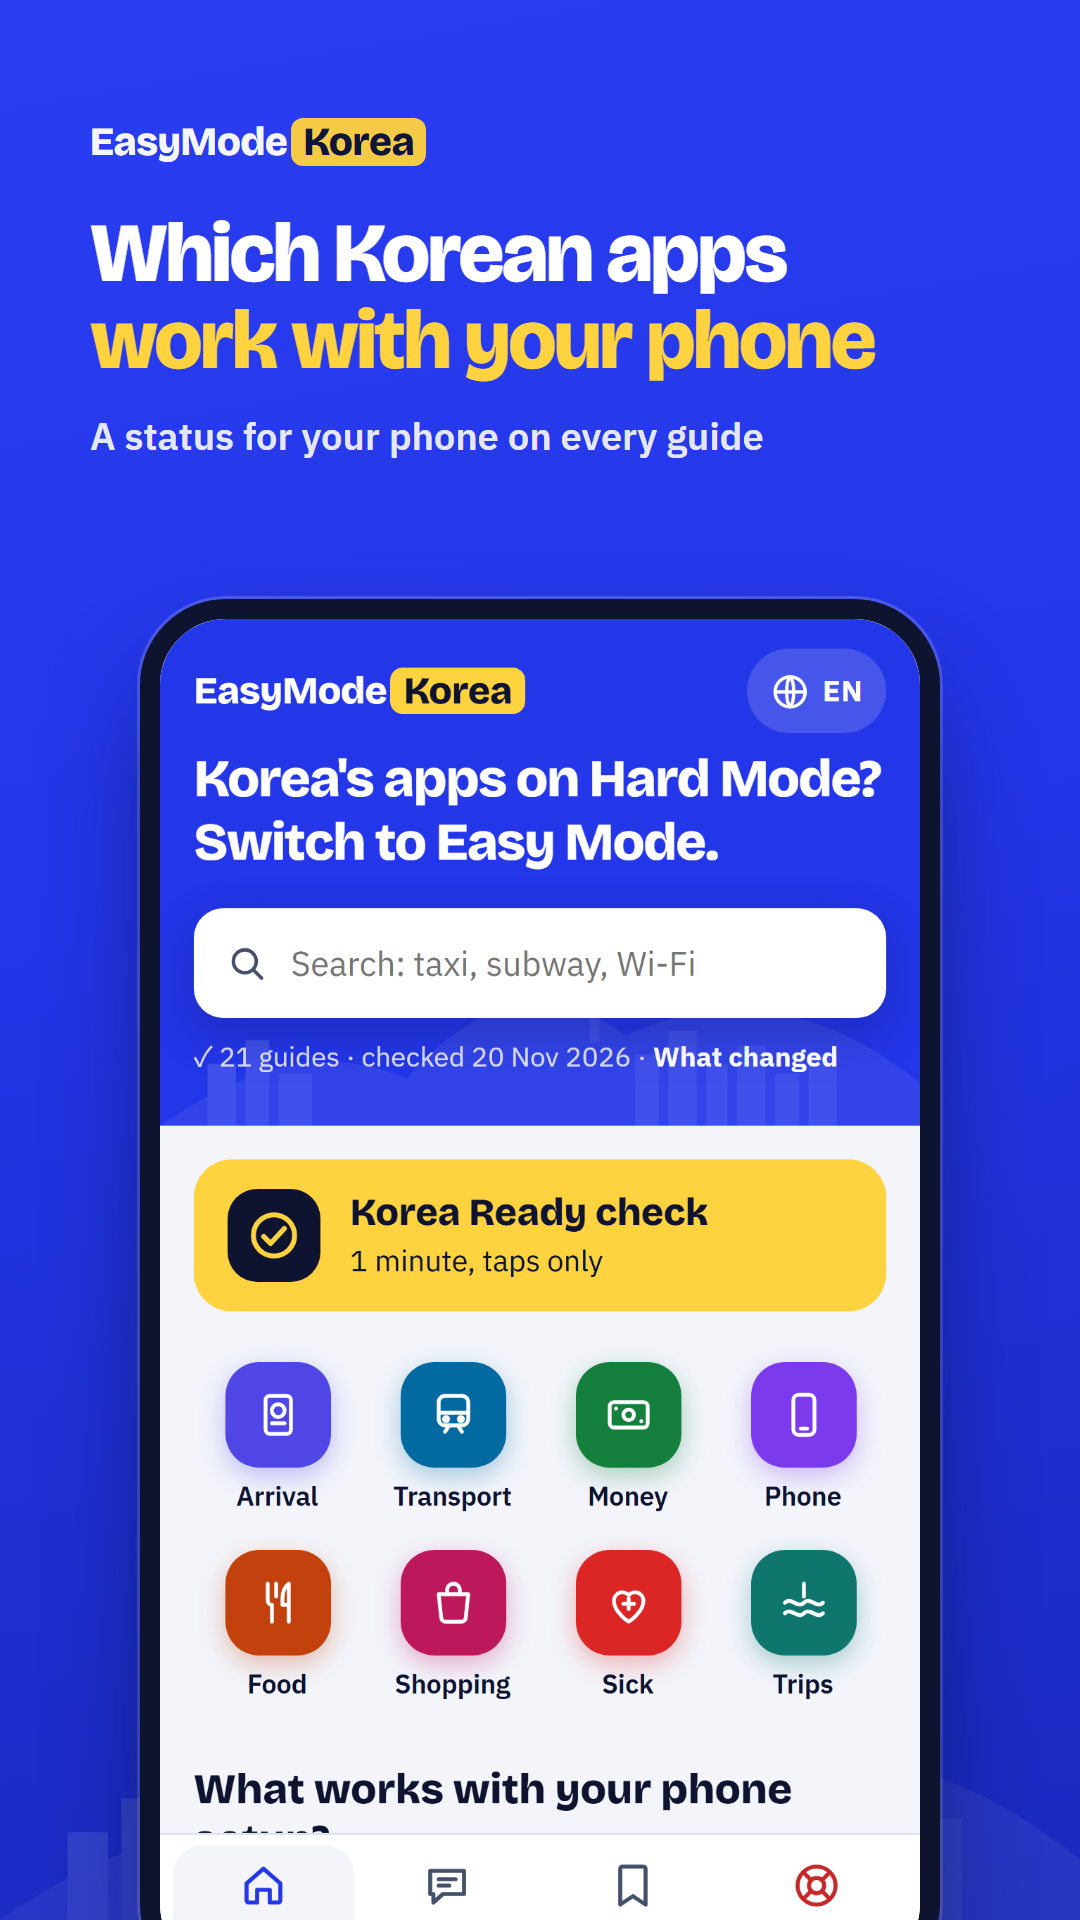 EasyMode Korea
Which Korean apps
work with your phone
A status for your phone on every guide
EasyMode Korea
EN
Korea's apps on Hard Mode?
Switch to Easy Mode.
Search: taxi, subway, Wi-Fi
✓ 21 guides · checked 20 Nov 2026 · What changed
Korea Ready check
1 minute, taps only
Arrival
Transport
Money
Phone
Food
Shopping
Sick
Trips
What works with your phone